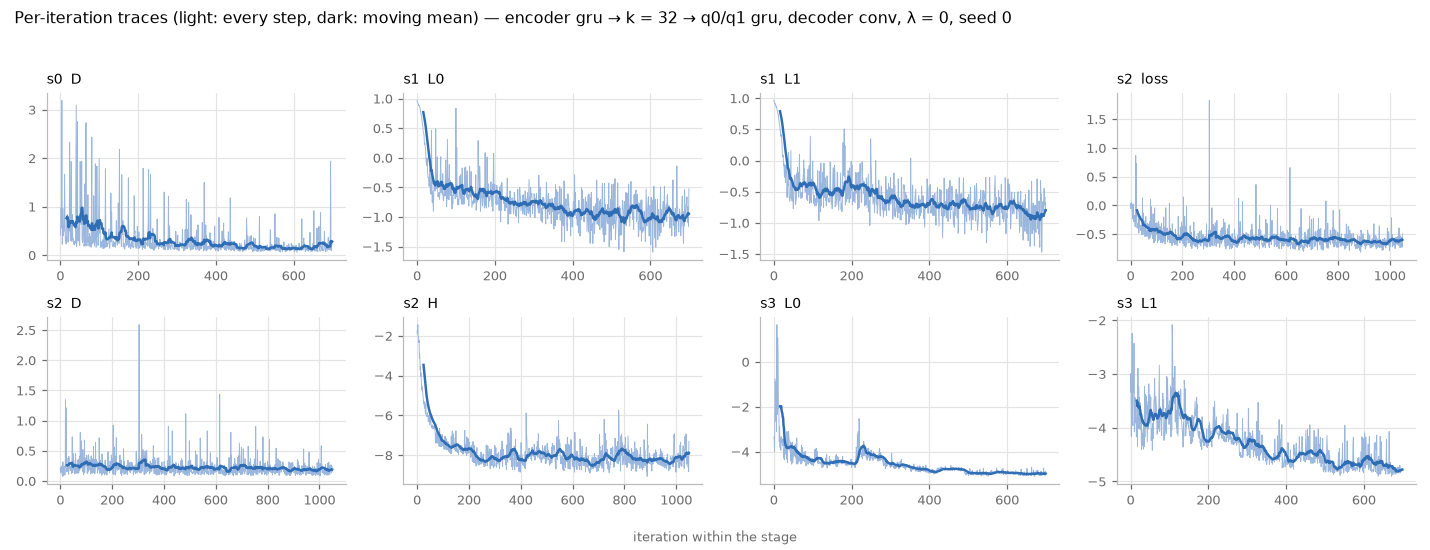 Per-iteration traces (light: every step, dark: moving mean) — encoder gru → k = 32 → q0/q1 gru, decoder conv, λ = 0, seed 0
s0 D
3
2
1
0
0 200 400 600
s1 L0
1.0
0.5
0.0
−0.5
−1.0
−1.5
0 200 400 600
s1 L1
1.0
0.5
0.0
−0.5
−1.0
−1.5
0 200 400 600
s2 loss
1.5
1.0
0.5
0.0
−0.5
0 200 400 600 800 1000
s2 D
2.5
2.0
1.5
1.0
0.5
0.0
0 200 400 600 800 1000
s2 H
−2
−4
−6
−8
0 200 400 600 800 1000
s3 L0
0
−2
−4
0 200 400 600
s3 L1
−2
−3
−4
−5
0 200 400 600
iteration within the stage